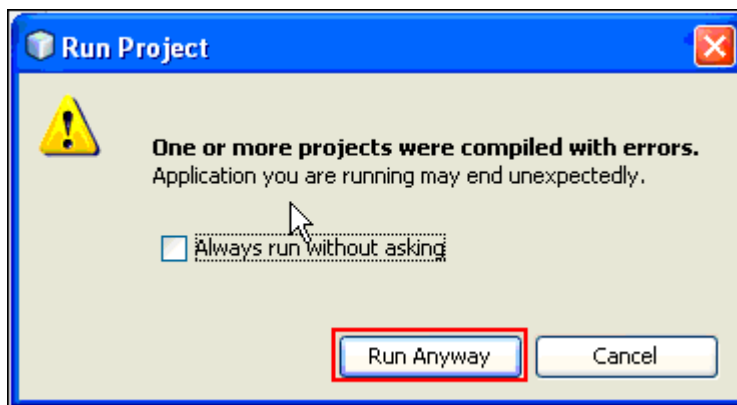 Run Project
One or more projects were compiled with errors.
Application you are running may end unexpectedly.
Always run without asking
Run Anyway
Cancel